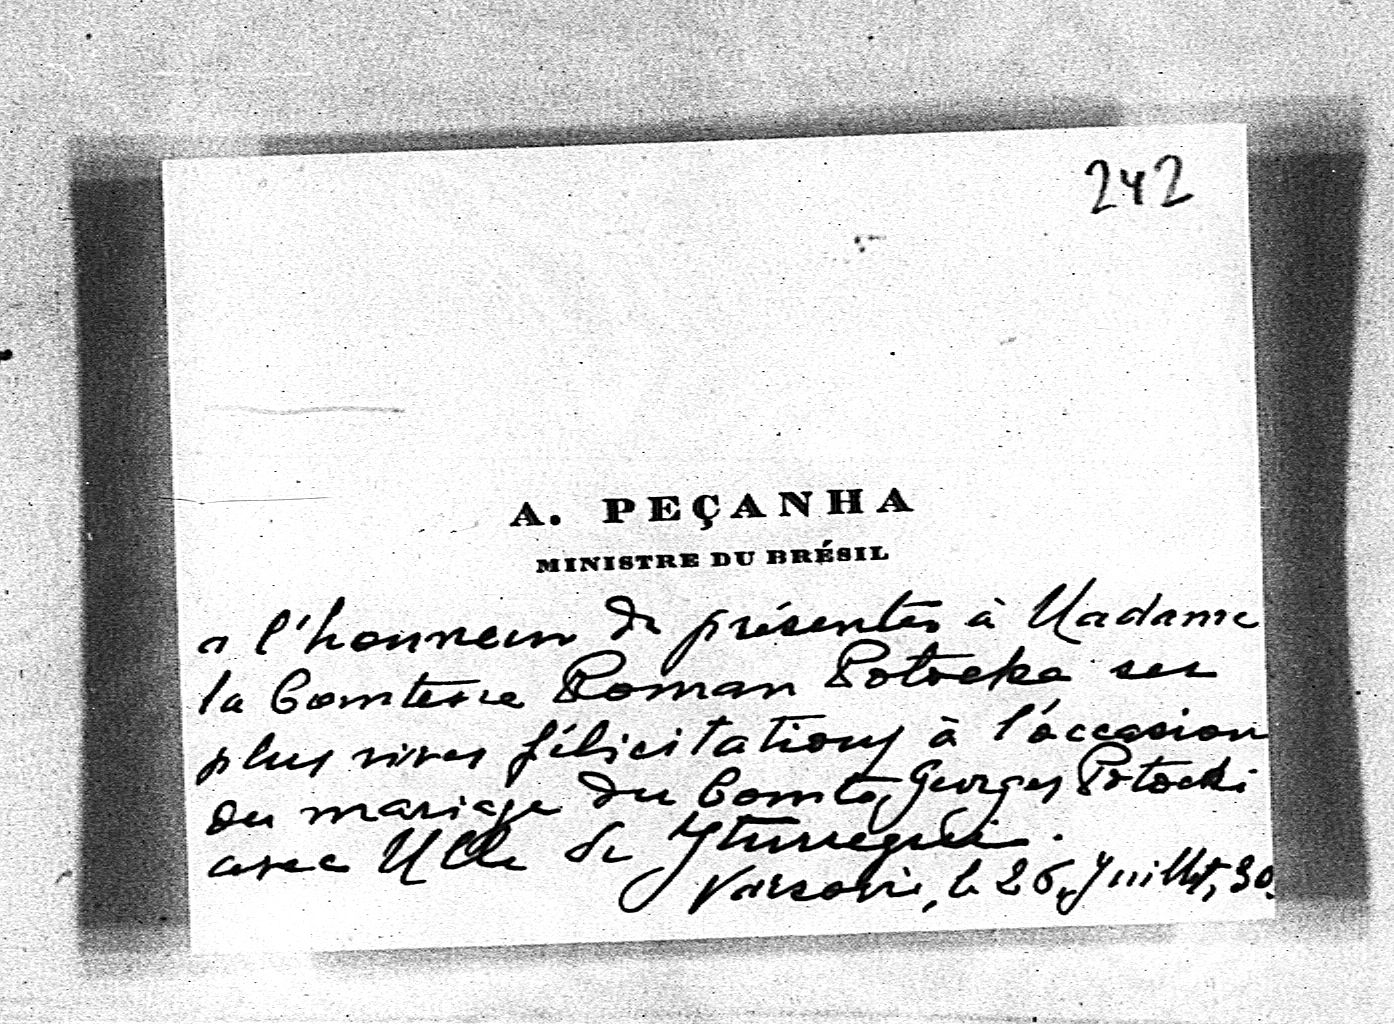 242
A. PEÇANHA
MINISTRE DU BRÉSIL
a l'honneur de présenter à Madame
la Comtesse Roman Potocka ses
plus vives félicitations à l'occasion
du mariage du Comte Georges Potocki
avec Mlle de Yturregui.
Varsovie, le 26, Juillet, 30.